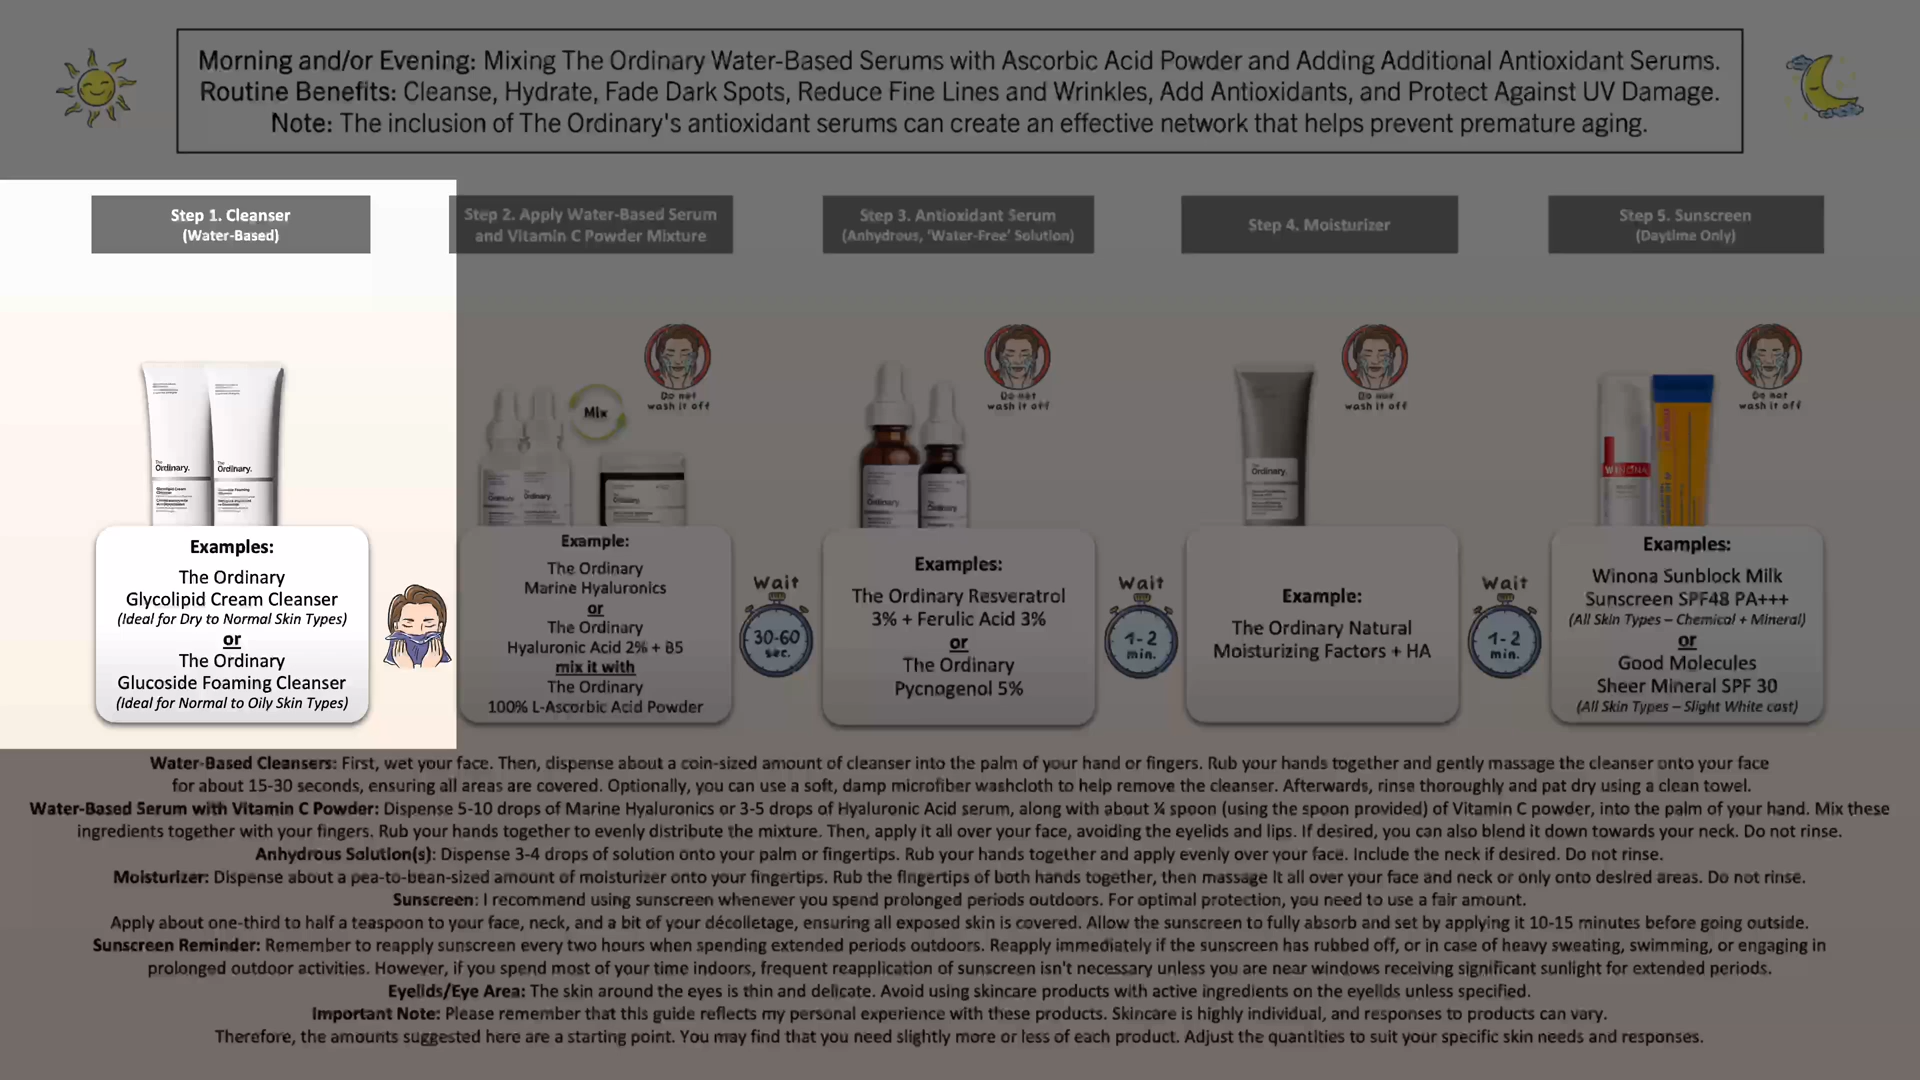 Morning and/or Evening: Mixing The Ordinary Water-Based Serums with Ascorbic Acid Powder and Adding Additional Antioxidant Serums.
Routine Benefits: Cleanse, Hydrate, Fade Dark Spots, Reduce Fine Lines and Wrinkles, Add Antioxidants, and Protect Against UV Damage.
Note: The inclusion of The Ordinary's antioxidant serums can create an effective network that helps prevent premature aging.
Step 1. Cleanser
(Water-Based)
Step 2. Apply Water-Based Serum
and Vitamin C Powder Mixture
Step 3. Antioxidant Serum
(Anhydrous, 'Water-Free' Solution)
Step 4. Moisturizer
Step 5. Sunscreen
(Daytime Only)
The
Ordinary.
Glycolipid Cream
Cleanser
The
Ordinary.
Glucoside Foaming
Cleanser
Mix
Do not
wash it off
The
Ordinary.
Do not
wash it off
Ordinary.
Do not
wash it off
The
Ordinary.
Do not
wash it off
WINONA
Examples:
The Ordinary
Glycolipid Cream Cleanser
(Ideal for Dry to Normal Skin Types)
or
The Ordinary
Glucoside Foaming Cleanser
(Ideal for Normal to Oily Skin Types)
Example:
The Ordinary
Marine Hyaluronics
or
The Ordinary
Hyaluronic Acid 2% + B5
mix it with
The Ordinary
100% L-Ascorbic Acid Powder
Wait
30-60
sec.
Examples:
The Ordinary Resveratrol
3% + Ferulic Acid 3%
or
The Ordinary
Pycnogenol 5%
Wait
1-2
min.
Example:
The Ordinary Natural
Moisturizing Factors + HA
Wait
1-2
min.
Examples:
Winona Sunblock Milk
Sunscreen SPF48 PA+++
(All Skin Types – Chemical + Mineral)
or
Good Molecules
Sheer Mineral SPF 30
(All Skin Types – Slight White cast)
Water-Based Cleansers: First, wet your face. Then, dispense about a coin-sized amount of cleanser into the palm of your hand or fingers. Rub your hands together and gently massage the cleanser onto your face
for about 15-30 seconds, ensuring all areas are covered. Optionally, you can use a soft, damp microfiber washcloth to help remove the cleanser. Afterwards, rinse thoroughly and pat dry using a clean towel.
Water-Based Serum with Vitamin C Powder: Dispense 5-10 drops of Marine Hyaluronics or 3-5 drops of Hyaluronic Acid serum, along with about ¼ spoon (using the spoon provided) of Vitamin C powder, into the palm of your hand. Mix these
ingredients together with your fingers. Rub your hands together to evenly distribute the mixture. Then, apply it all over your face, avoiding the eyelids and lips. If desired, you can also blend it down towards your neck. Do not rinse.
Anhydrous Solution(s): Dispense 3-4 drops of solution onto your palm or fingertips. Rub your hands together and apply evenly over your face. Include the neck if desired. Do not rinse.
Moisturizer: Dispense about a pea-to-bean-sized amount of moisturizer onto your fingertips. Rub the fingertips of both hands together, then massage it all over your face and neck or only onto desired areas. Do not rinse.
Sunscreen: I recommend using sunscreen whenever you spend prolonged periods outdoors. For optimal protection, you need to use a fair amount.
Apply about one-third to half a teaspoon to your face, neck, and a bit of your décolletage, ensuring all exposed skin is covered. Allow the sunscreen to fully absorb and set by applying it 10-15 minutes before going outside.
Sunscreen Reminder: Remember to reapply sunscreen every two hours when spending extended periods outdoors. Reapply immediately if the sunscreen has rubbed off, or in case of heavy sweating, swimming, or engaging in
prolonged outdoor activities. However, if you spend most of your time indoors, frequent reapplication of sunscreen isn't necessary unless you are near windows receiving significant sunlight for extended periods.
Eyelids/Eye Area: The skin around the eyes is thin and delicate. Avoid using skincare products with active ingredients on the eyelids unless specified.
Important Note: Please remember that this guide reflects my personal experience with these products. Skincare is highly individual, and responses to products can vary.
Therefore, the amounts suggested here are a starting point. You may find that you need slightly more or less of each product. Adjust the quantities to suit your specific skin needs and responses.